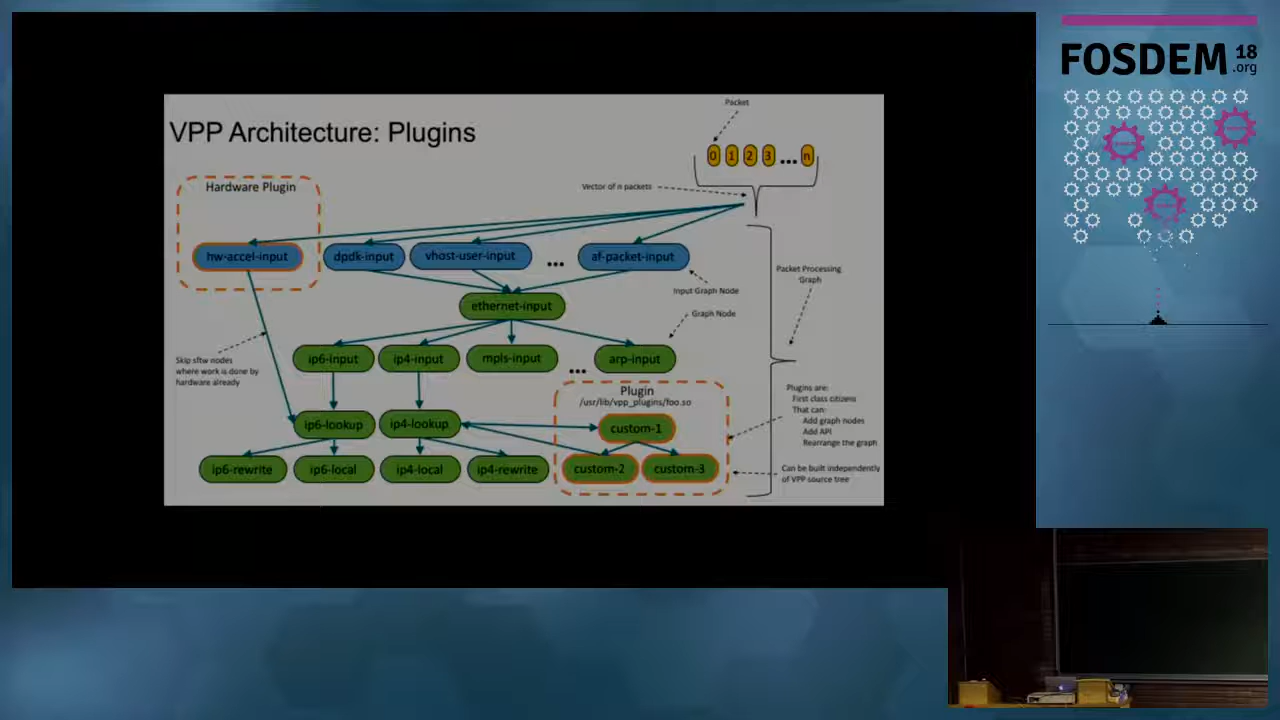 FOSDEM 18
.org
Packet
VPP Architecture: Plugins
0 1 2 3 ... n
Vector of n packets
Hardware Plugin
hw-accel-input
dpdk-input
vhost-user-input
...
af-packet-input
Packet Processing
Graph
Input Graph Node
ethernet-input
Graph Node
Skip sftw nodes
where work is done by
hardware already
ip6-input
ip4-input
mpls-input
...
arp-input
Plugin
/usr/lib/vpp_plugins/foo.so
Plugins are:
First class citizens
That can:
Add graph nodes
Add API
Rearrange the graph
ip6-lookup
ip4-lookup
custom-1
ip6-rewrite
ip6-local
ip4-local
ip4-rewrite
custom-2
custom-3
Can be built independently
of VPP source tree